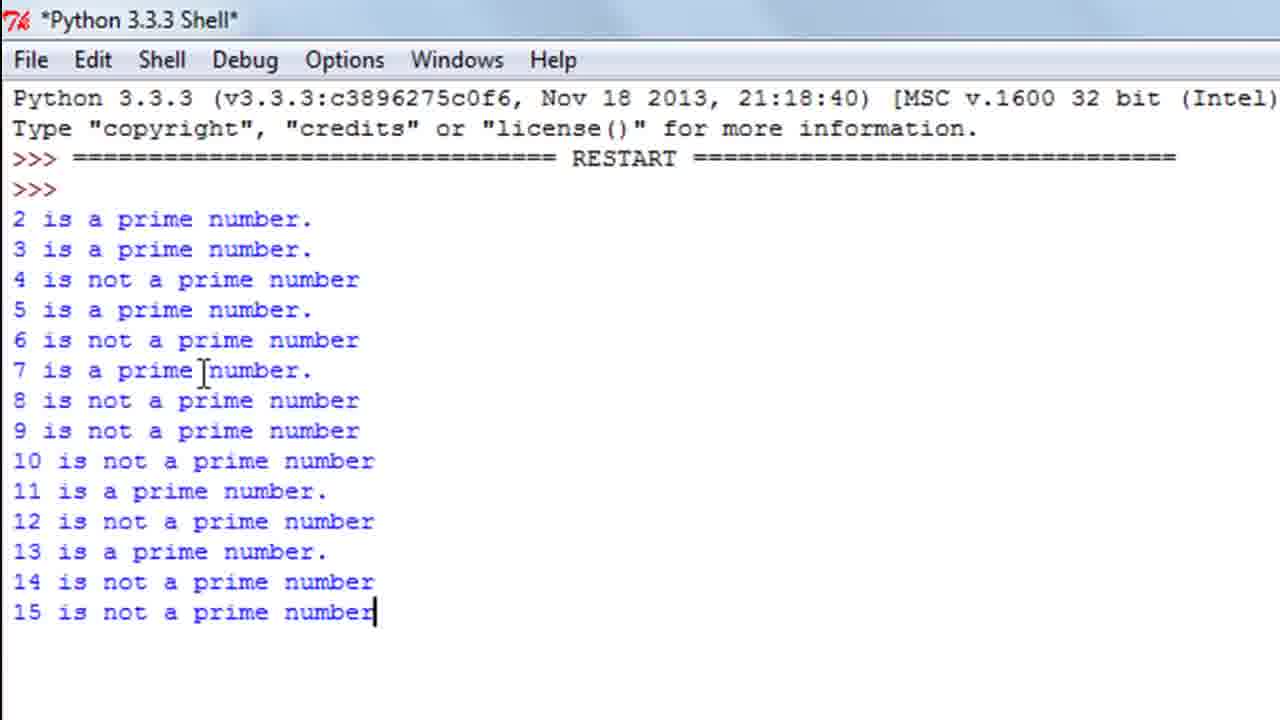 *Python 3.3.3 Shell*
File Edit Shell Debug Options Windows Help
Python 3.3.3 (v3.3.3:c3896275c0f6, Nov 18 2013, 21:18:40) [MSC v.1600 32 bit (Intel)
Type "copyright", "credits" or "license()" for more information.
>>> ================================ RESTART ================================
>>>
2 is a prime number.
3 is a prime number.
4 is not a prime number
5 is a prime number.
6 is not a prime number
7 is a prime number.
8 is not a prime number
9 is not a prime number
10 is not a prime number
11 is a prime number.
12 is not a prime number
13 is a prime number.
14 is not a prime number
15 is not a prime number